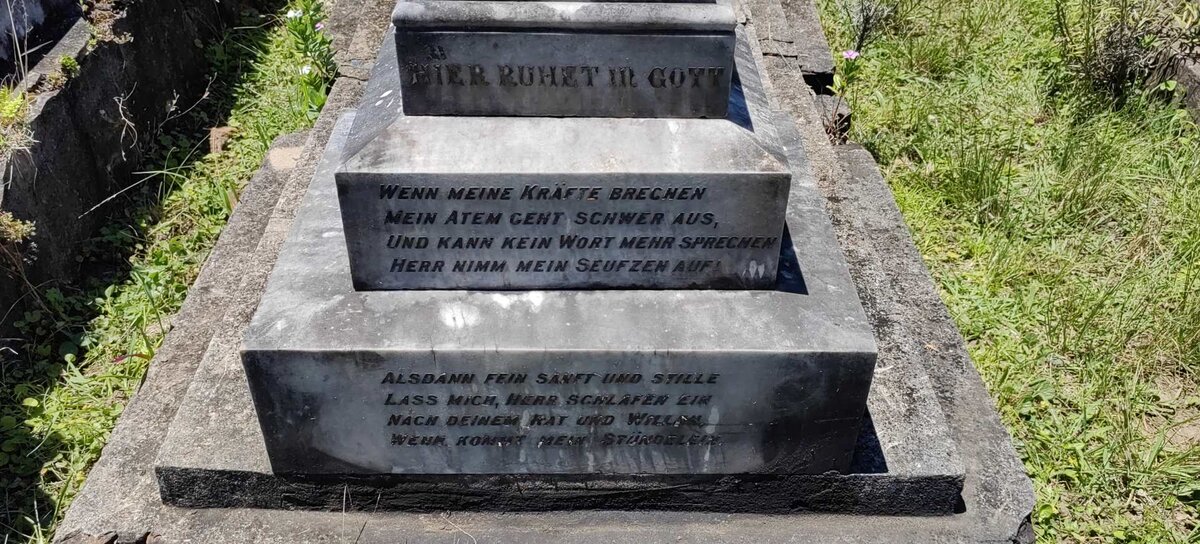 HIER RUHET IN GOTT
WENN MEINE KRÄFTE BRECHEN
MEIN ATEM GEHT SCHWER AUS,
UND KANN KEIN WORT MEHR SPRECHEN
HERR NIMM MEIN SEUFZEN AUF!
ALSDANN FEIN SANFT UND STILLE
LASS MICH, HERR SCHLAFEN EIN
NACH DEINEM RAT UND WILLEN,
WENN KOMMT MEIN STÜNDELEIN.